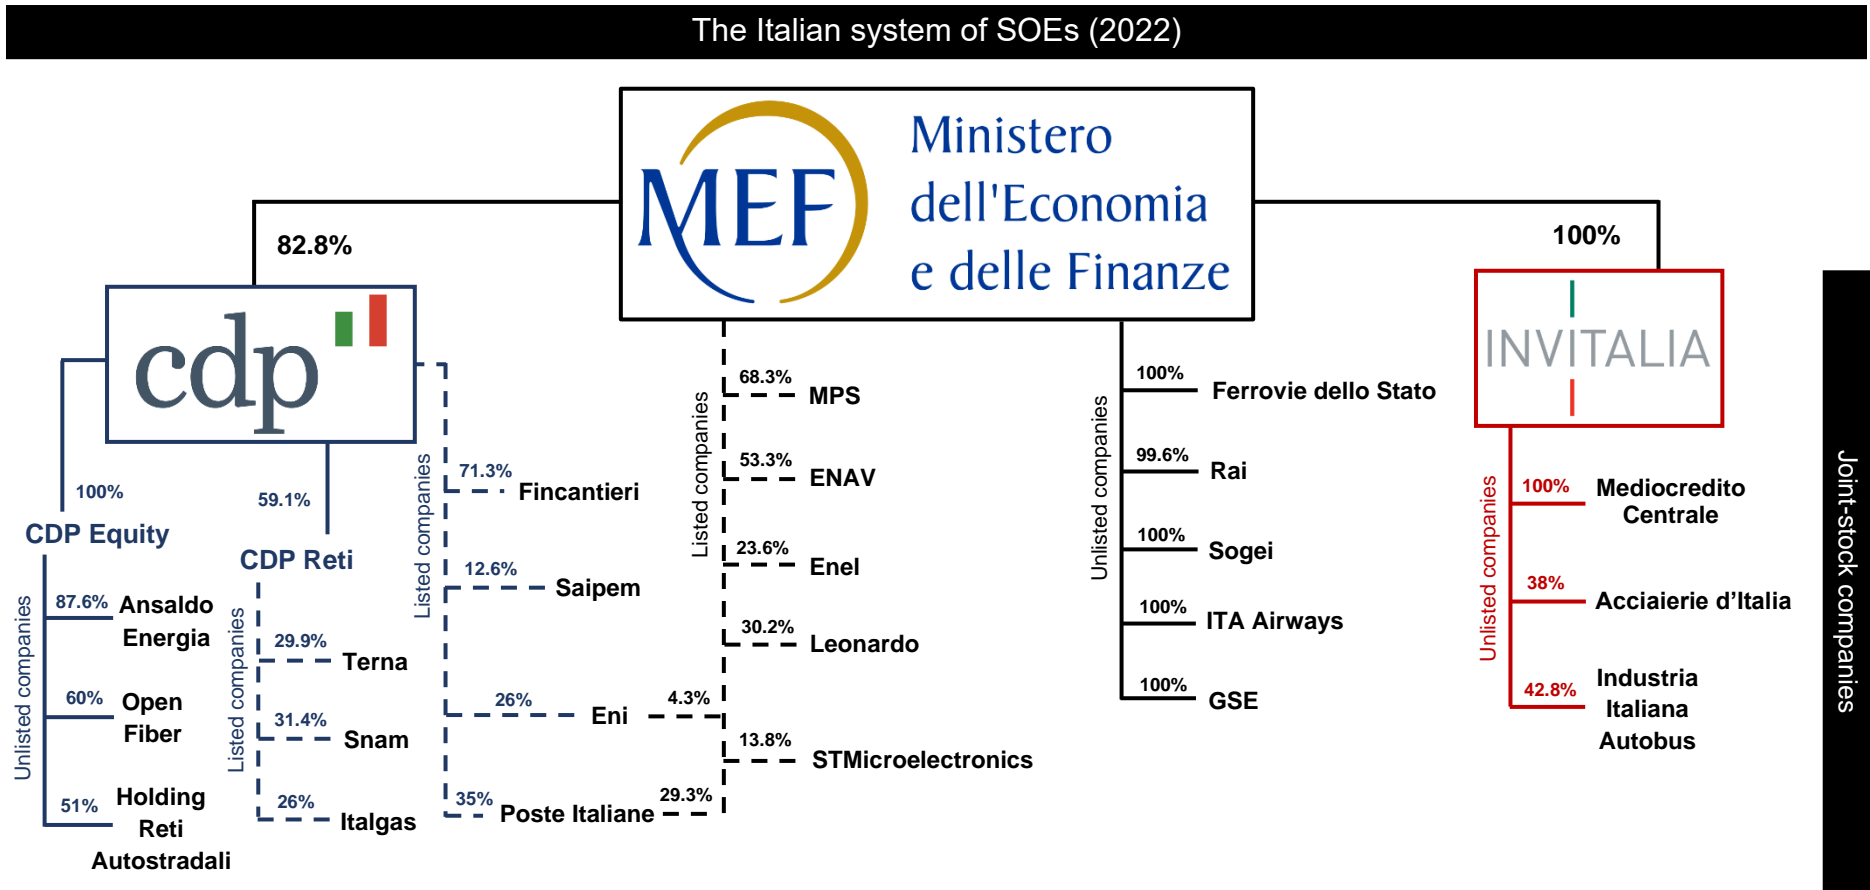 The Italian system of SOEs (2022)
MEF
Ministero
dell'Economia
e delle Finanze
82.8%
100%
cdp
INVITALIA
Joint-stock companies
100%
CDP Equity
Unlisted companies
87.6%
Ansaldo
Energia
60%
Open
Fiber
51%
Holding
Reti
Autostradali
59.1%
CDP Reti
Listed companies
29.9%
Terna
31.4%
Snam
26%
Italgas
Listed companies
71.3%
Fincantieri
12.6%
Saipem
26%
Eni
4.3%
35%
Poste Italiane
29.3%
Listed companies
68.3%
MPS
53.3%
ENAV
23.6%
Enel
30.2%
Leonardo
13.8%
STMicroelectronics
Unlisted companies
100%
Ferrovie dello Stato
99.6%
Rai
100%
Sogei
100%
ITA Airways
100%
GSE
Unlisted companies
100%
Mediocredito
Centrale
38%
Acciaierie d’Italia
42.8%
Industria
Italiana
Autobus